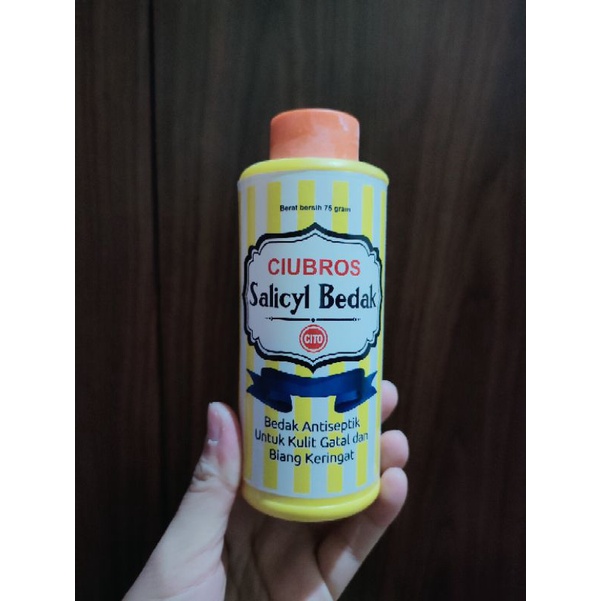 Berat bersih 75 gram
CIUBROS
Salicyl Bedak
CITO
Bedak Antiseptik
Untuk Kulit Gatal dan
Biang Keringat